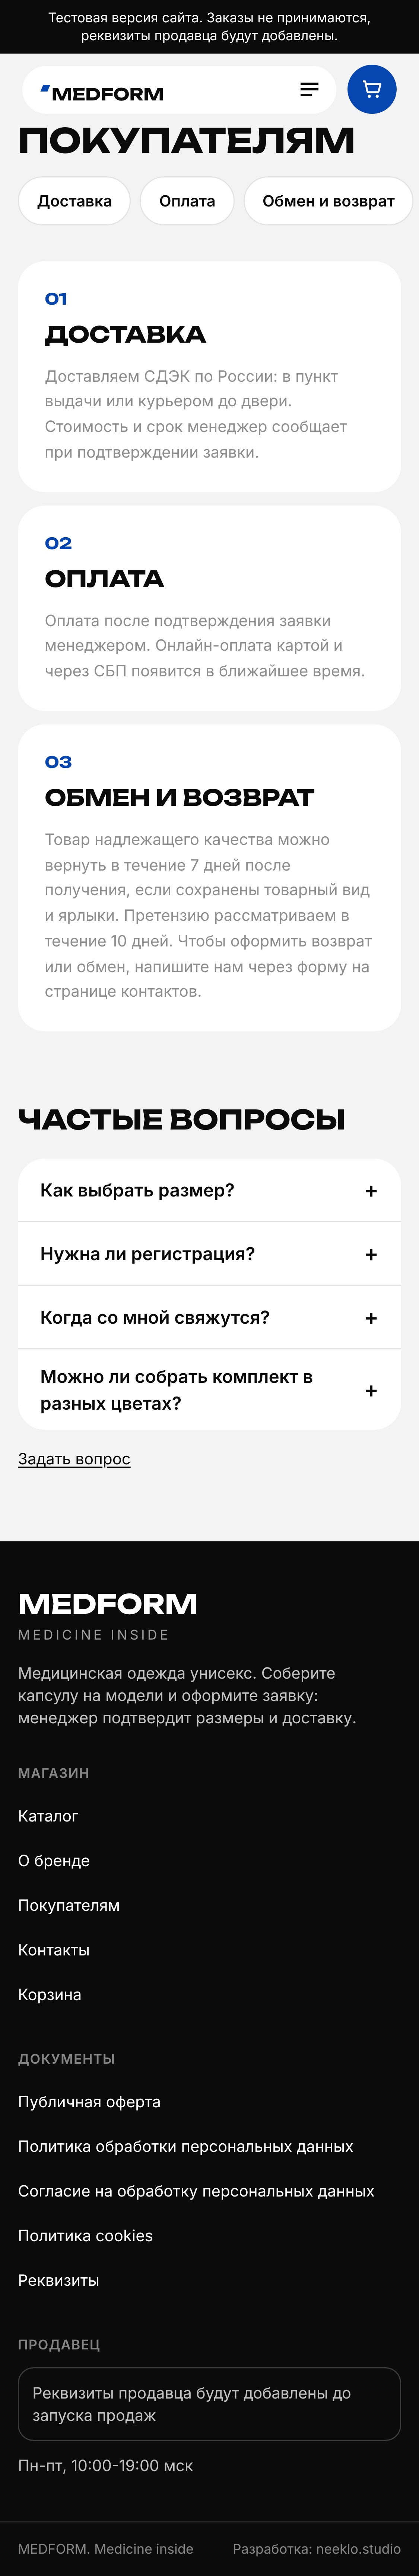 Тестовая версия сайта. Заказы не принимаются,
реквизиты продавца будут добавлены.
MEDFORM
ПОКУПАТЕЛЯМ
Доставка
Оплата
Обмен и возврат
01
ДОСТАВКА
Доставляем СДЭК по России: в пункт
выдачи или курьером до двери.
Стоимость и срок менеджер сообщает
при подтверждении заявки.
02
ОПЛАТА
Оплата после подтверждения заявки
менеджером. Онлайн-оплата картой и
через СБП появится в ближайшее время.
03
ОБМЕН И ВОЗВРАТ
Товар надлежащего качества можно
вернуть в течение 7 дней после
получения, если сохранены товарный вид
и ярлыки. Претензию рассматриваем в
течение 10 дней. Чтобы оформить возврат
или обмен, напишите нам через форму на
странице контактов.
ЧАСТЫЕ ВОПРОСЫ
Как выбрать размер? +
Нужна ли регистрация? +
Когда со мной свяжутся? +
Можно ли собрать комплект в
разных цветах? +
Задать вопрос
MEDFORM
MEDICINE INSIDE
Медицинская одежда унисекс. Соберите
капсулу на модели и оформите заявку:
менеджер подтвердит размеры и доставку.
МАГАЗИН
Каталог
О бренде
Покупателям
Контакты
Корзина
ДОКУМЕНТЫ
Публичная оферта
Политика обработки персональных данных
Согласие на обработку персональных данных
Политика cookies
Реквизиты
ПРОДАВЕЦ
Реквизиты продавца будут добавлены до
запуска продаж
Пн-пт, 10:00-19:00 мск
MEDFORM. Medicine inside
Разработка: neeklo.studio